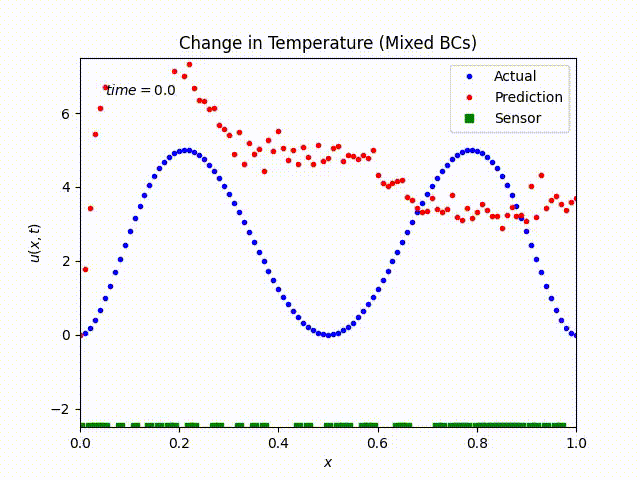 Change in Temperature (Mixed BCs)
time = 0.0
Actual
Prediction
Sensor
u(x, t)
6
4
2
0
−2
0.0 0.2 0.4 0.6 0.8 1.0
x